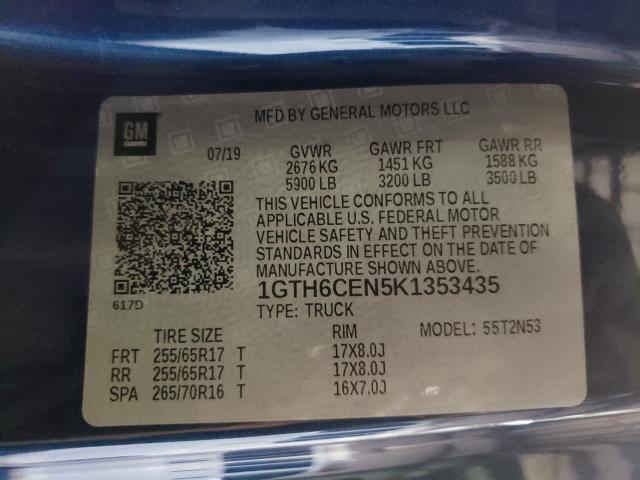 GM
MFD BY GENERAL MOTORS LLC
07/19 GVWR GAWR FRT GAWR RR
2676 KG 1451 KG 1588 KG
5900 LB 3200 LB 3500 LB
THIS VEHICLE CONFORMS TO ALL
APPLICABLE U.S. FEDERAL MOTOR
VEHICLE SAFETY AND THEFT PREVENTION
STANDARDS IN EFFECT ON THE DATE OF
MANUFACTURE SHOWN ABOVE.
1GTH6CEN5K1353435
617D
TYPE: TRUCK
MODEL: 55T2N53
TIRE SIZE RIM
FRT 255/65R17 T 17X8.0J
RR 255/65R17 T 17X8.0J
SPA 265/70R16 T 16X7.0J